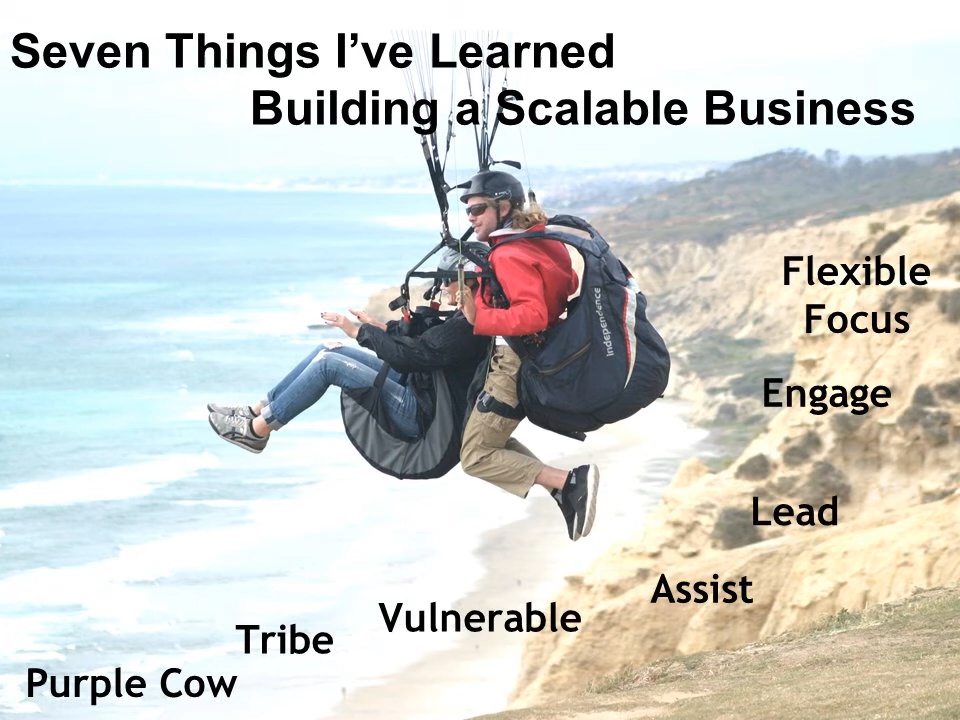 Seven Things I’ve Learned
Building a Scalable Business
Flexible
Focus
Engage
Lead
Assist
Vulnerable
Tribe
Purple Cow
Independence